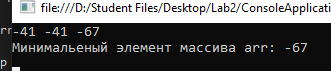 file:///D:/Student Files/Desktop/Lab2/ConsoleApplicati
-41 -41 -67
Минимальеный элемент массива arr: -67